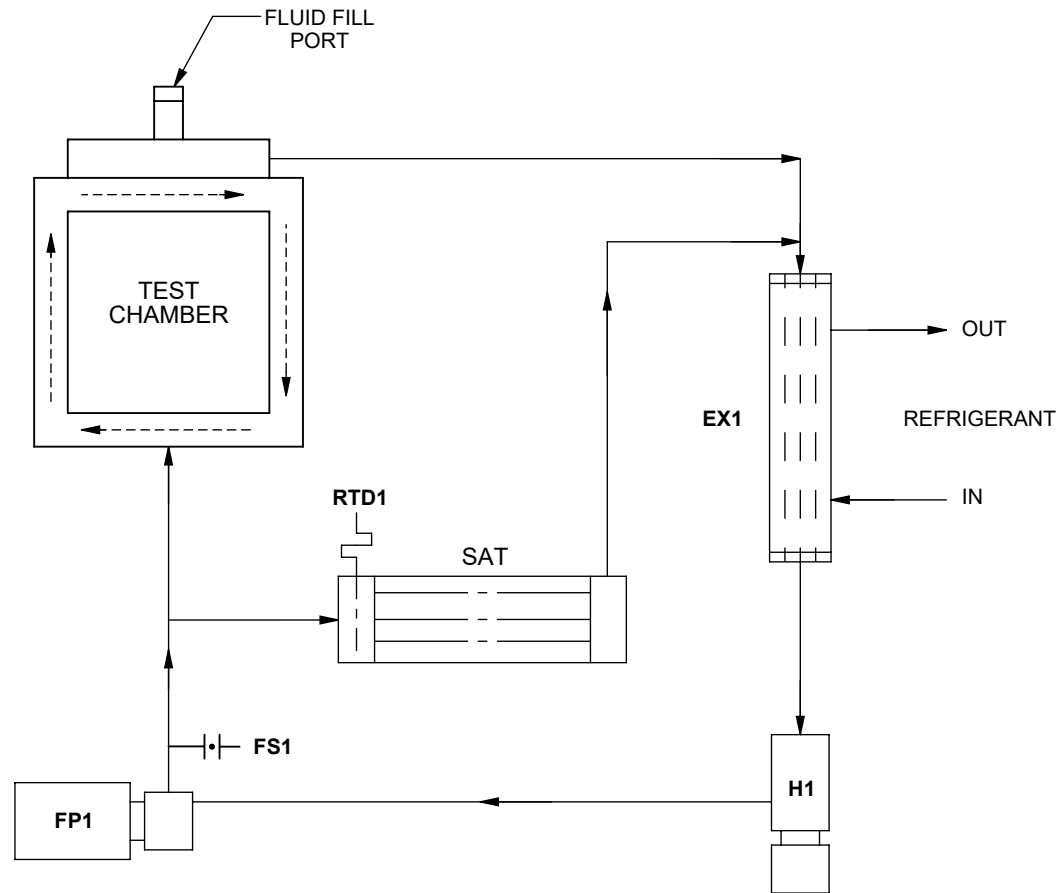 FLUID FILL
PORT
TEST
CHAMBER
OUT
EX1
REFRIGERANT
RTD1
IN
SAT
FS1
H1
FP1